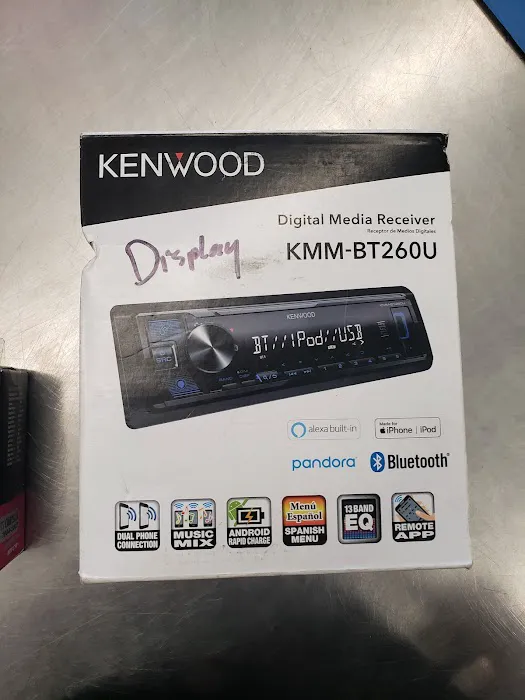 KENWOOD
Digital Media Receiver
Receptor de Medios Digitales
KMM-BT260U
Display
KENWOOD
BT///iPod//USB
SRC
alexa built-in
Made for
iPhone | iPod
pandora
Bluetooth®
DUAL PHONE
CONNECTION
MUSIC
MIX
ANDROID
RAPID CHARGE
Menú
Español
SPANISH
MENU
13 BAND
EQ
REMOTE
APP